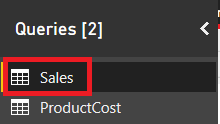 Queries [2]
Sales
ProductCost